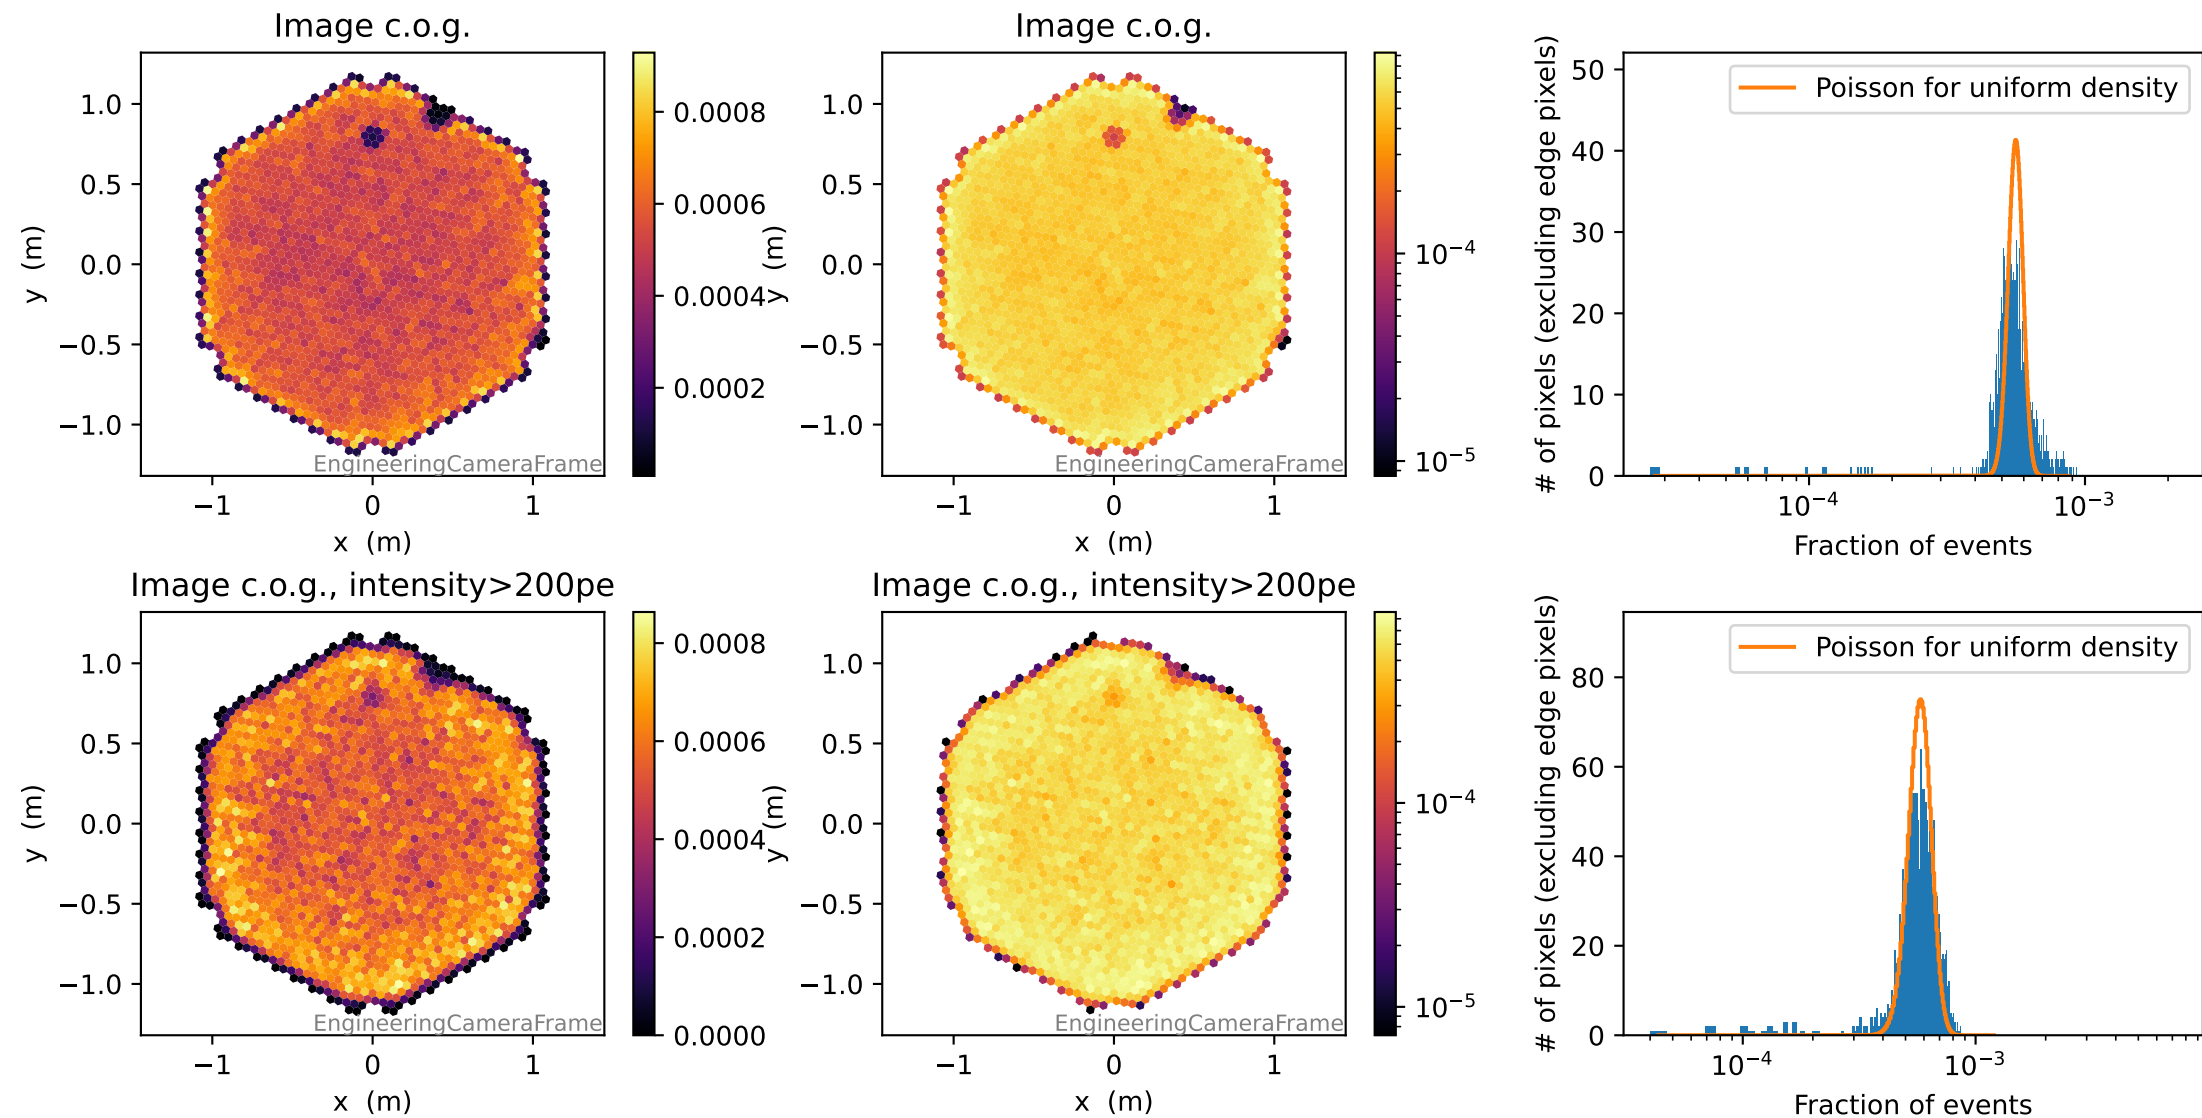 Image c.o.g.
1.0
0.5
0.0
−0.5
−1.0
y (m)
−1
0
1
x (m)
EngineeringCameraFrame
0.0008
0.0006
0.0004
0.0002
Image c.o.g.
1.0
0.5
0.0
−0.5
−1.0
y (m)
−1
0
1
x (m)
EngineeringCameraFrame
10⁻⁴
10⁻⁵
# of pixels (excluding edge pixels)
50
40
30
20
10
0
Poisson for uniform density
10⁻⁴
10⁻³
Fraction of events
Image c.o.g., intensity>200pe
1.0
0.5
0.0
−0.5
−1.0
y (m)
−1
0
1
x (m)
EngineeringCameraFrame
0.0008
0.0006
0.0004
0.0002
0.0000
Image c.o.g., intensity>200pe
1.0
0.5
0.0
−0.5
−1.0
y (m)
−1
0
1
x (m)
EngineeringCameraFrame
10⁻⁴
10⁻⁵
# of pixels (excluding edge pixels)
80
60
40
20
0
Poisson for uniform density
10⁻⁴
10⁻³
Fraction of events